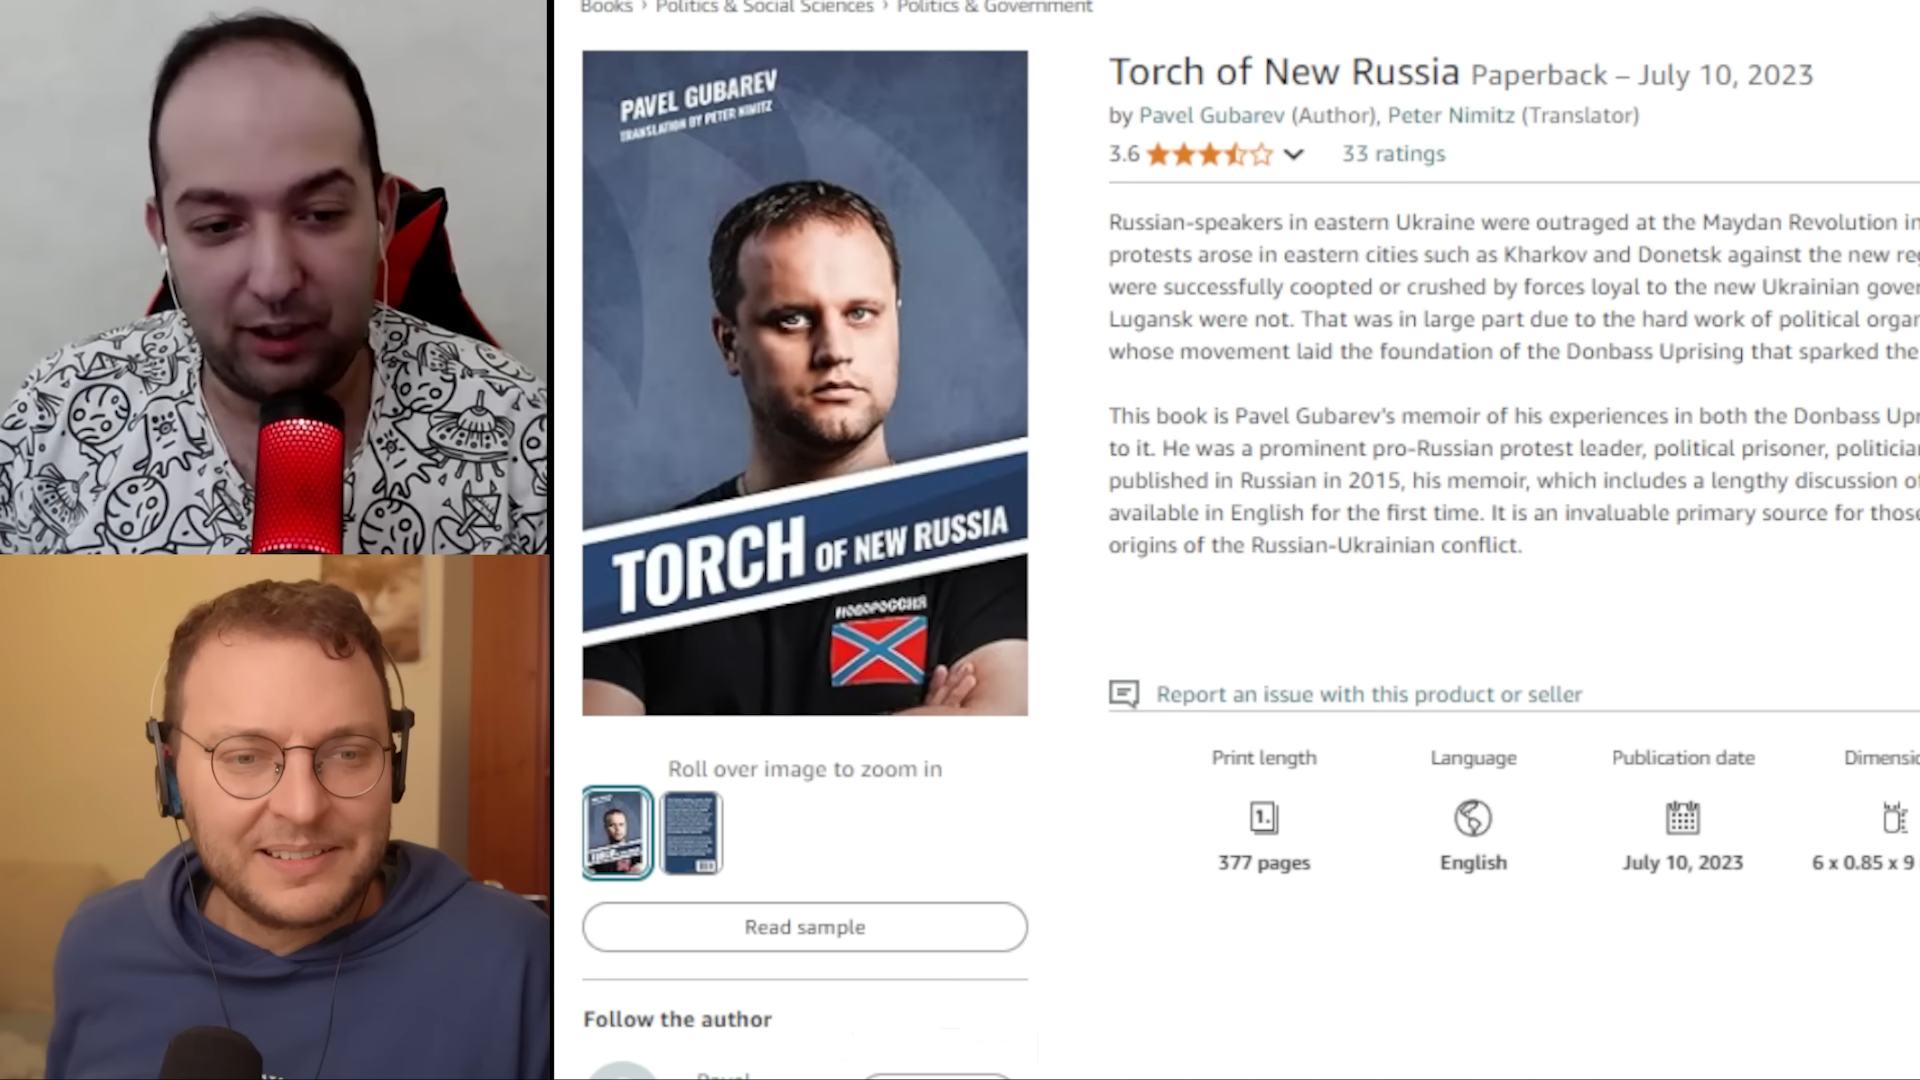 Books › Politics & Social Sciences › Politics & Government
PAVEL GUBAREV
TRANSLATION BY PETER NIMITZ
TORCH OF NEW RUSSIA
НОВОРОССИЯ
Roll over image to zoom in
Read sample
Follow the author
Torch of New Russia Paperback – July 10, 2023
by Pavel Gubarev (Author), Peter Nimitz (Translator)
3.6 33 ratings
Russian-speakers in eastern Ukraine were outraged at the Maydan Revolution in
protests arose in eastern cities such as Kharkov and Donetsk against the new
were successfully coopted or crushed by forces loyal to the new Ukrainian
Lugansk were not. That was in large part due to the hard work of political
whose movement laid the foundation of the Donbass Uprising that sparked the
This book is Pavel Gubarev's memoir of his experiences in both the Donbass
to it. He was a prominent pro-Russian protest leader, political prisoner,
published in Russian in 2015, his memoir, which includes a lengthy discussion
available in English for the first time. It is an invaluable primary source for
origins of the Russian-Ukrainian conflict.
Report an issue with this product or seller
Print length Language Publication date
1.
377 pages English July 10, 2023 6 x 0.85 x 9